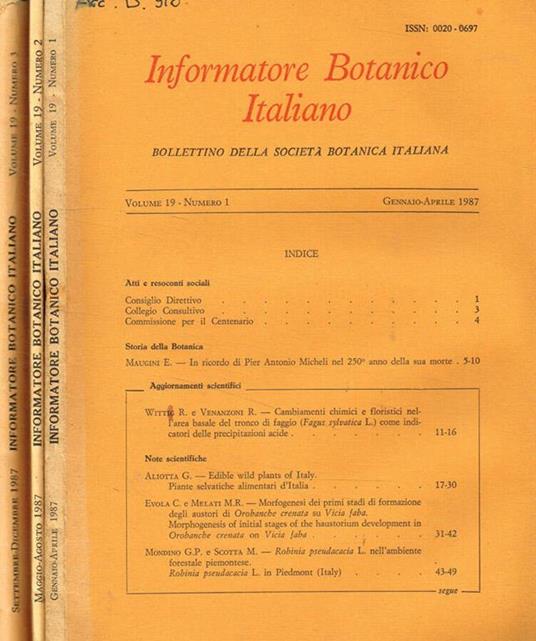 ISSN: 0020-0697
Informatore Botanico
Italiano
BOLLETTINO DELLA SOCIETÀ BOTANICA ITALIANA
VOLUME 19 - NUMERO 1 GENNAIO-APRILE 1987
INDICE
Atti e resoconti sociali
Consiglio Direttivo . . . . . . . . . . . 1
Collegio Consultivo . . . . . . . . . . . 3
Commissione per il Centenario . . . . . . . . . 4
Storia della Botanica
MAUGINI E. — In ricordo di Pier Antonio Micheli nel 250° anno della sua morte . 5-10
Aggiornamenti scientifici
WITTIG R. e VENANZONI R. — Cambiamenti chimici e floristici nel-
l'area basale del tronco di faggio (Fagus sylvatica L.) come indi-
catori delle precipitazioni acide . . . . . . . . 11-16
Note scientifiche
ALIOTTA G. — Edible wild plants of Italy.
Piante selvatiche alimentari d'Italia . . . . . . . 17-30
EVOLA C. e MELATI M.R. — Morfogenesi dei primi stadi di formazione
degli austori di Orobanche crenata su Vicia faba.
Morphogenesis of initial stages of the haustorium development in
Orobanche crenata on Vicia faba . . . . . . . 31-42
MONDINO G.P. e SCOTTA M. — Robinia pseudacacia L. nell'ambiente
forestale piemontese.
Robinia pseudacacia L. in Piedmont (Italy) . . . . . 43-49
segue
SETTEMBRE-DICEMBRE 1987 INFORMATORE BOTANICO ITALIANO VOLUME 19 - NUMERO 3
MAGGIO-AGOSTO 1987 INFORMATORE BOTANICO ITALIANO VOLUME 19 - NUMERO 2
GENNAIO-APRILE 1987 INFORMATORE BOTANICO ITALIANO VOLUME 19 - NUMERO 1